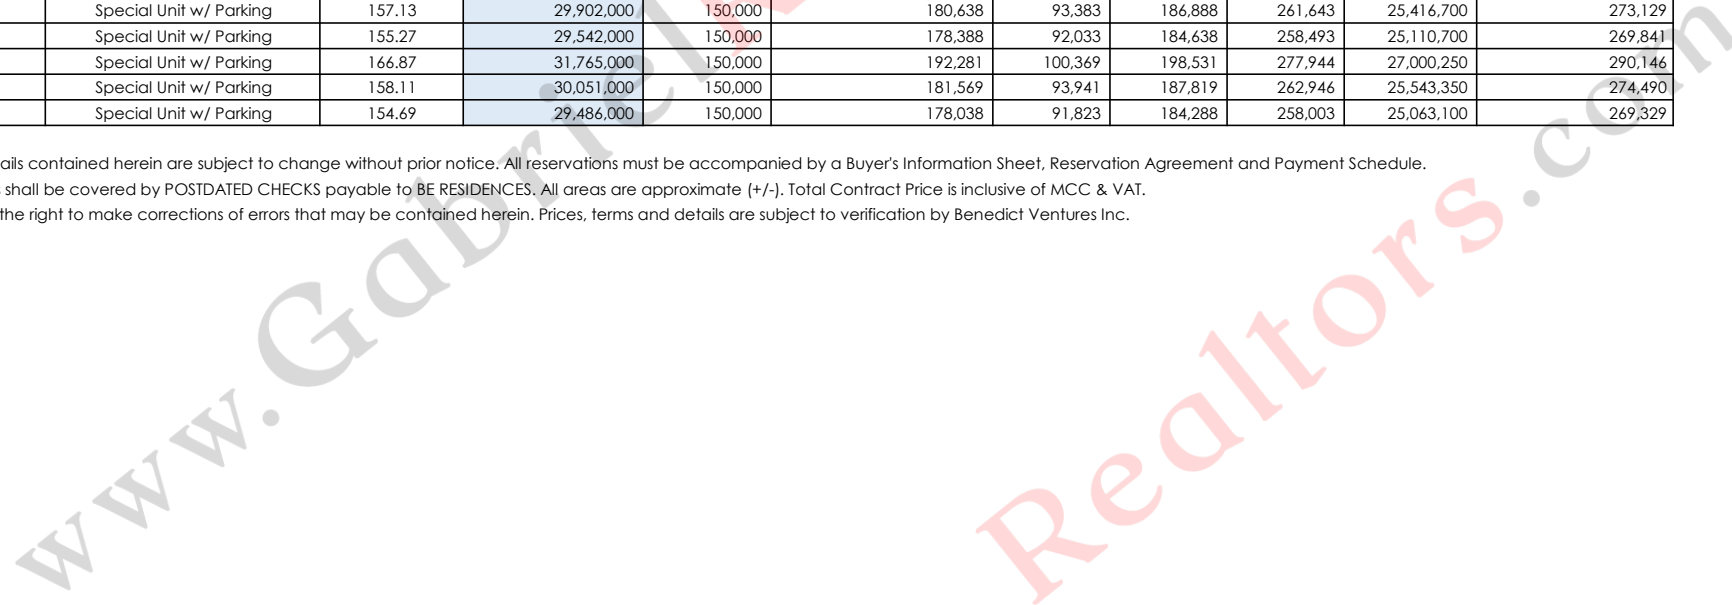 Special Unit w/ Parking 157.13 29,902,000 150,000 180,638 93,383 186,888 261,643 25,416,700 273,129
Special Unit w/ Parking 155.27 29,542,000 150,000 178,388 92,033 184,638 258,493 25,110,700 269,841
Special Unit w/ Parking 166.87 31,765,000 150,000 192,281 100,369 198,531 277,944 27,000,250 290,146
Special Unit w/ Parking 158.11 30,051,000 150,000 181,569 93,941 187,819 262,946 25,543,350 274,490
Special Unit w/ Parking 154.69 29,486,000 150,000 178,038 91,823 184,288 258,003 25,063,100 269,329
ails contained herein are subject to change without prior notice. All reservations must be accompanied by a Buyer's Information Sheet, Reservation Agreement and Payment Schedule.
s shall be covered by POSTDATED CHECKS payable to BE RESIDENCES. All areas are approximate (+/-). Total Contract Price is inclusive of MCC & VAT.
the right to make corrections of errors that may be contained herein. Prices, terms and details are subject to verification by Benedict Ventures Inc.
www.GabrielR
Realtors.com